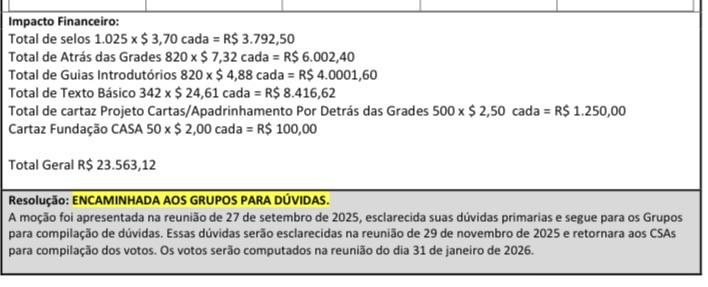 Impacto Financeiro:
Total de selos 1.025 x $ 3,70 cada = R$ 3.792,50
Total de Atrás das Grades 820 x $ 7,32 cada = R$ 6.002,40
Total de Guias Introdutórios 820 x $ 4,88 cada = R$ 4.0001,60
Total de Texto Básico 342 x $ 24,61 cada = R$ 8.416,62
Total de cartaz Projeto Cartas/Apadrinhamento Por Detrás das Grades 500 x $ 2,50 cada = R$ 1.250,00
Cartaz Fundação CASA 50 x $ 2,00 cada = R$ 100,00
Total Geral R$ 23.563,12
Resolução: ENCAMINHADA AOS GRUPOS PARA DÚVIDAS.
A moção foi apresentada na reunião de 27 de setembro de 2025, esclarecida suas dúvidas primarias e segue para os Grupos
para compilação de dúvidas. Essas dúvidas serão esclarecidas na reunião de 29 de novembro de 2025 e retornara aos CSAs
para compilação dos votos. Os votos serão computados na reunião do dia 31 de janeiro de 2026.